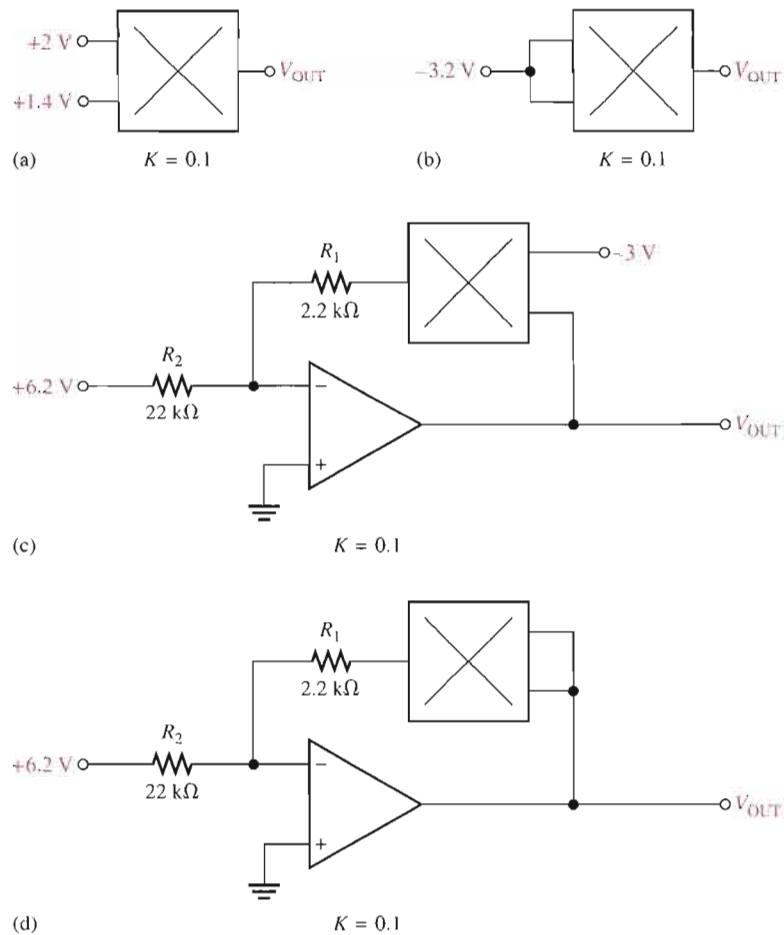 +2 V
V_OUT
+1.4 V
(a) K = 0.1
−3.2 V
V_OUT
(b) K = 0.1
R1
2.2 kΩ
−3 V
R2
+6.2 V
22 kΩ
−
+
V_OUT
(c) K = 0.1
R1
2.2 kΩ
R2
+6.2 V
22 kΩ
−
+
V_OUT
(d) K = 0.1